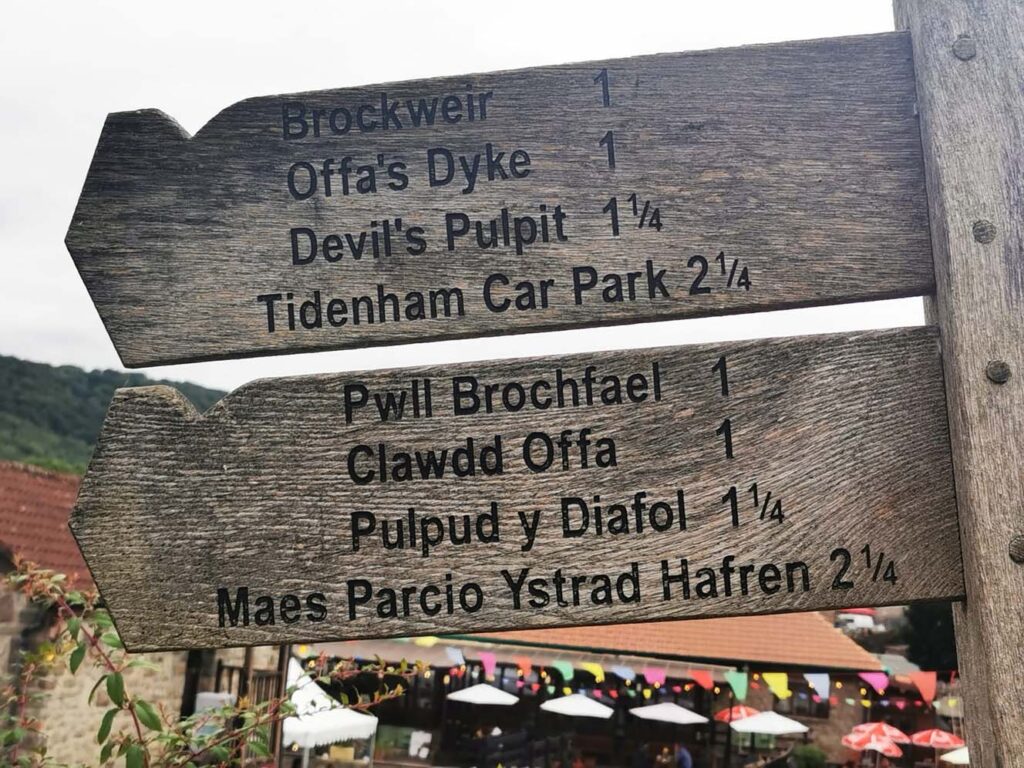 Brockweir 1
Offa's Dyke 1
Devil's Pulpit 1¼
Tidenham Car Park 2¼
Pwll Brochfael 1
Clawdd Offa 1
Pulpud y Diafol 1¼
Maes Parcio Ystrad Hafren 2¼